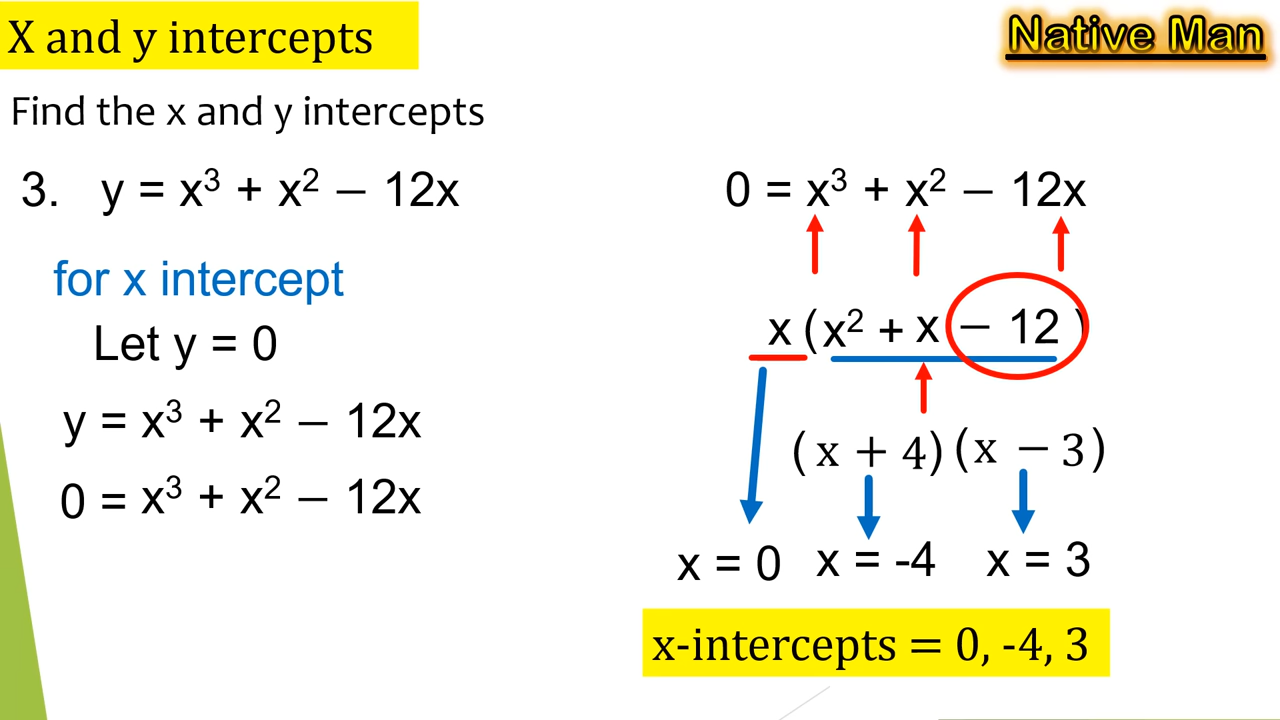 X and y intercepts
Native Man
Find the x and y intercepts
3. y = x³ + x² – 12x
for x intercept
Let y = 0
y = x³ + x² – 12x
0 = x³ + x² – 12x
0 = x³ + x² – 12x
x (x² + x – 12 )
(x + 4) (x – 3)
x = 0 x = -4 x = 3
x-intercepts = 0, -4, 3